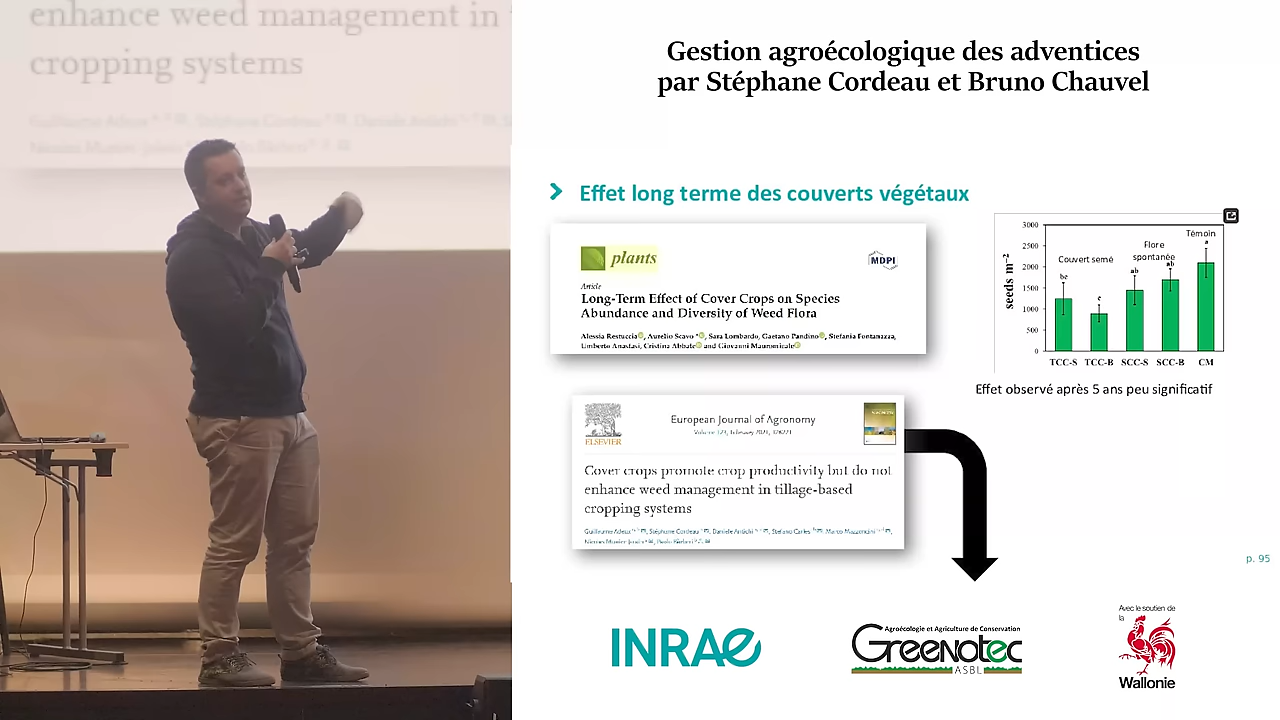 enhance weed management in
cropping systems
Gestion agroécologique des adventices
par Stéphane Cordeau et Bruno Chauvel
Effet long terme des couverts végétaux
plants
MDPI
Article
Long-Term Effect of Cover Crops on Species
Abundance and Diversity of Weed Flora
Alessia Restuccia, Aurelio Scavo, Sara Lombardo, Gaetano Pandino, Stefania Fontanazza,
Umberto Anastasi, Cristina Abbate and Giovanni Mauromicale
seeds m⁻²
3000
2500
2000
1500
1000
500
0
Couvert semé
Flore
spontanée
Témoin
bc
c
ab
ab
a
TCC-S TCC-B SCC-S SCC-B CM
Effet observé après 5 ans peu significatif
ELSEVIER
European Journal of Agronomy
Cover crops promote crop productivity but do not
enhance weed management in tillage-based
cropping systems
p. 95
INRAE
Agroécologie et Agriculture de Conservation
Greenotec
ASBL
Avec le soutien de
la
Wallonie